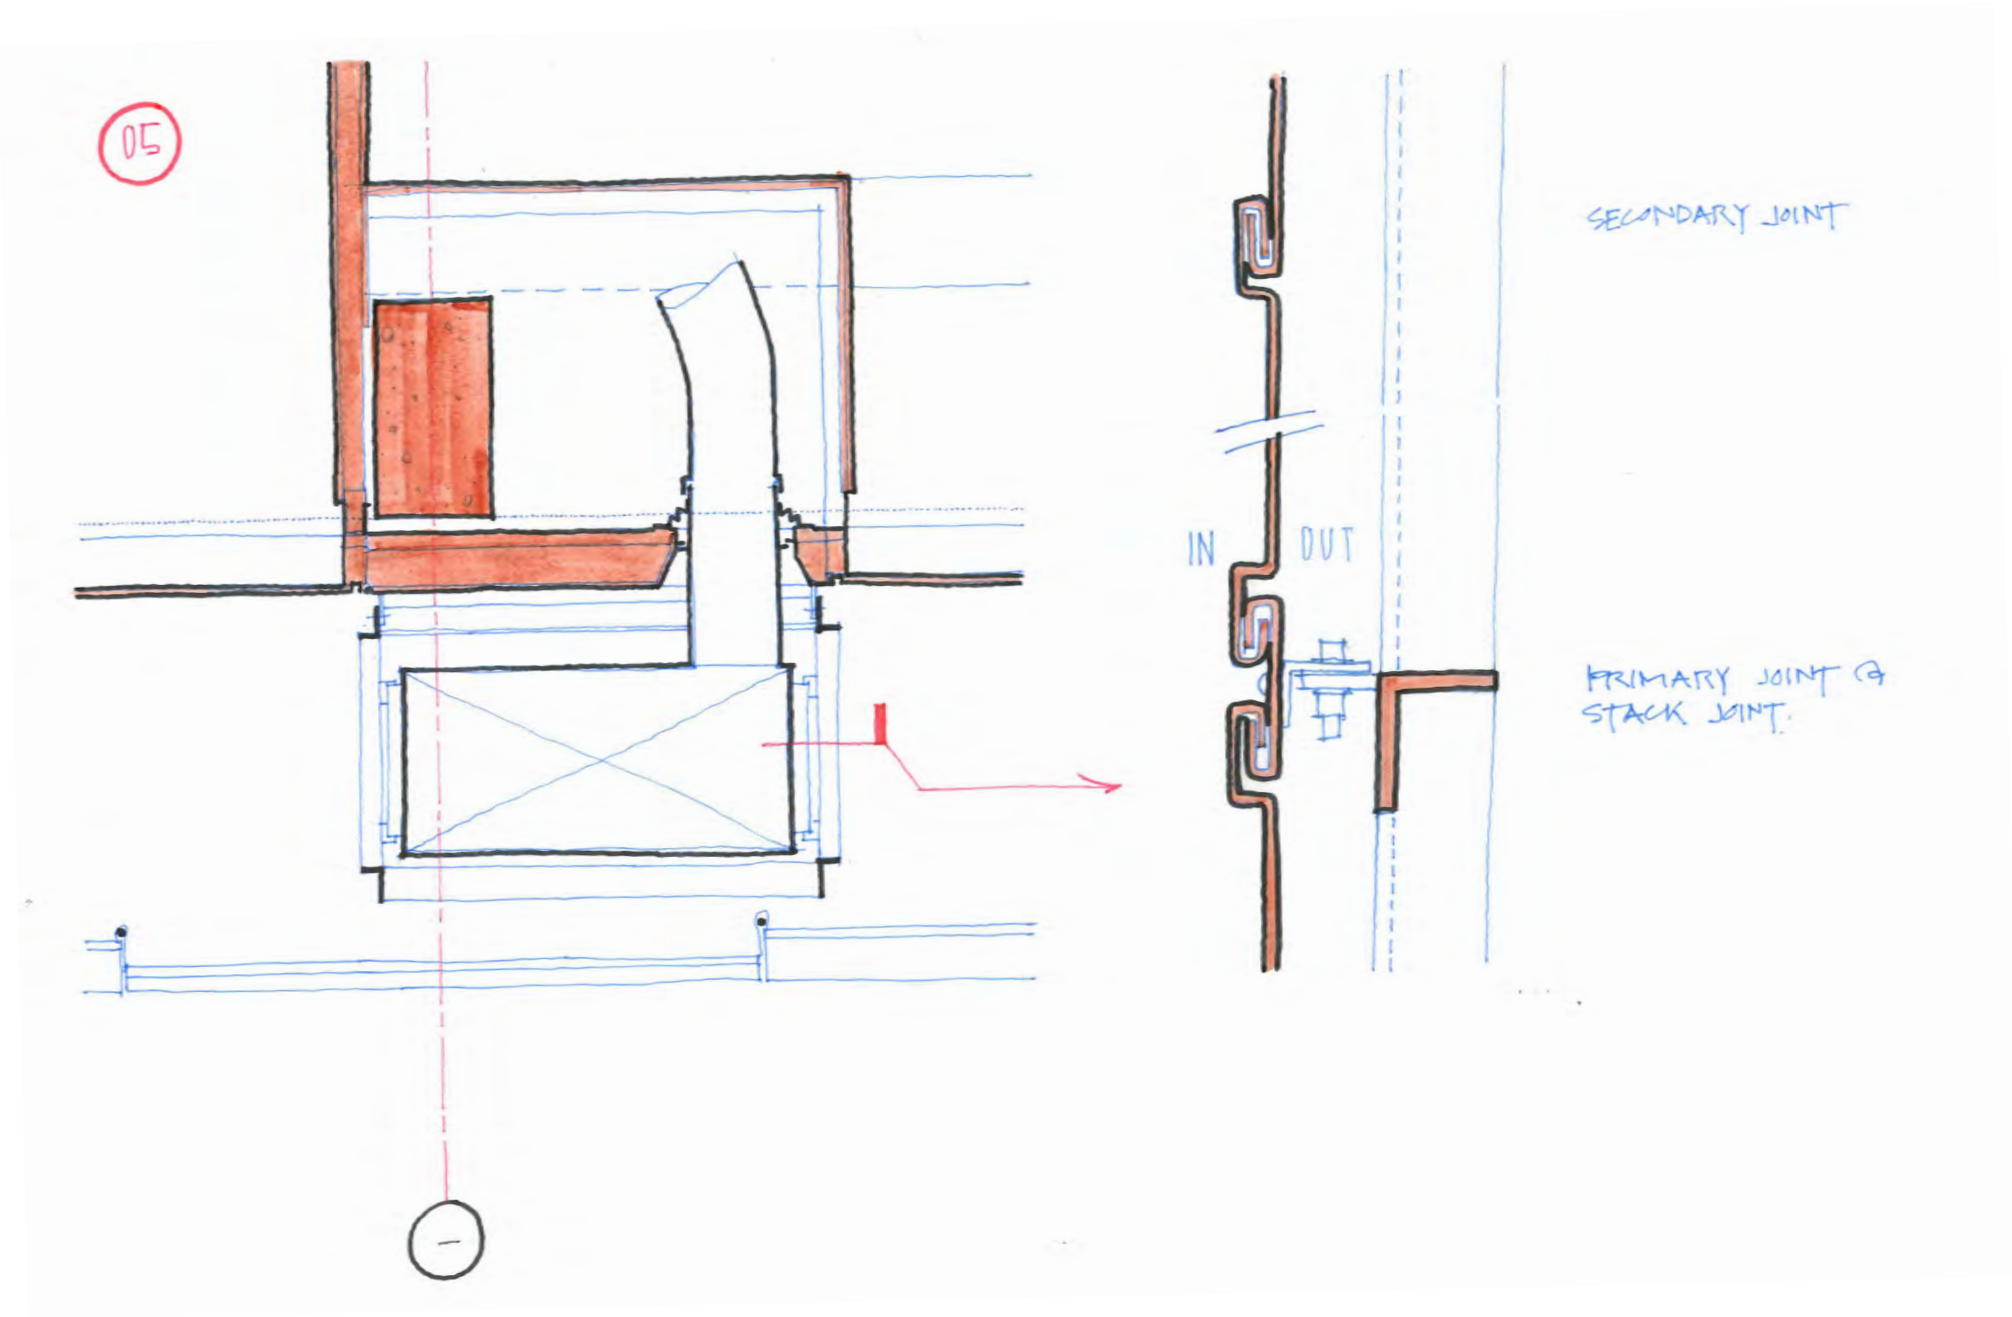 05
SECONDARY JOINT
IN OUT
PRIMARY JOINT @
STACK JOINT.